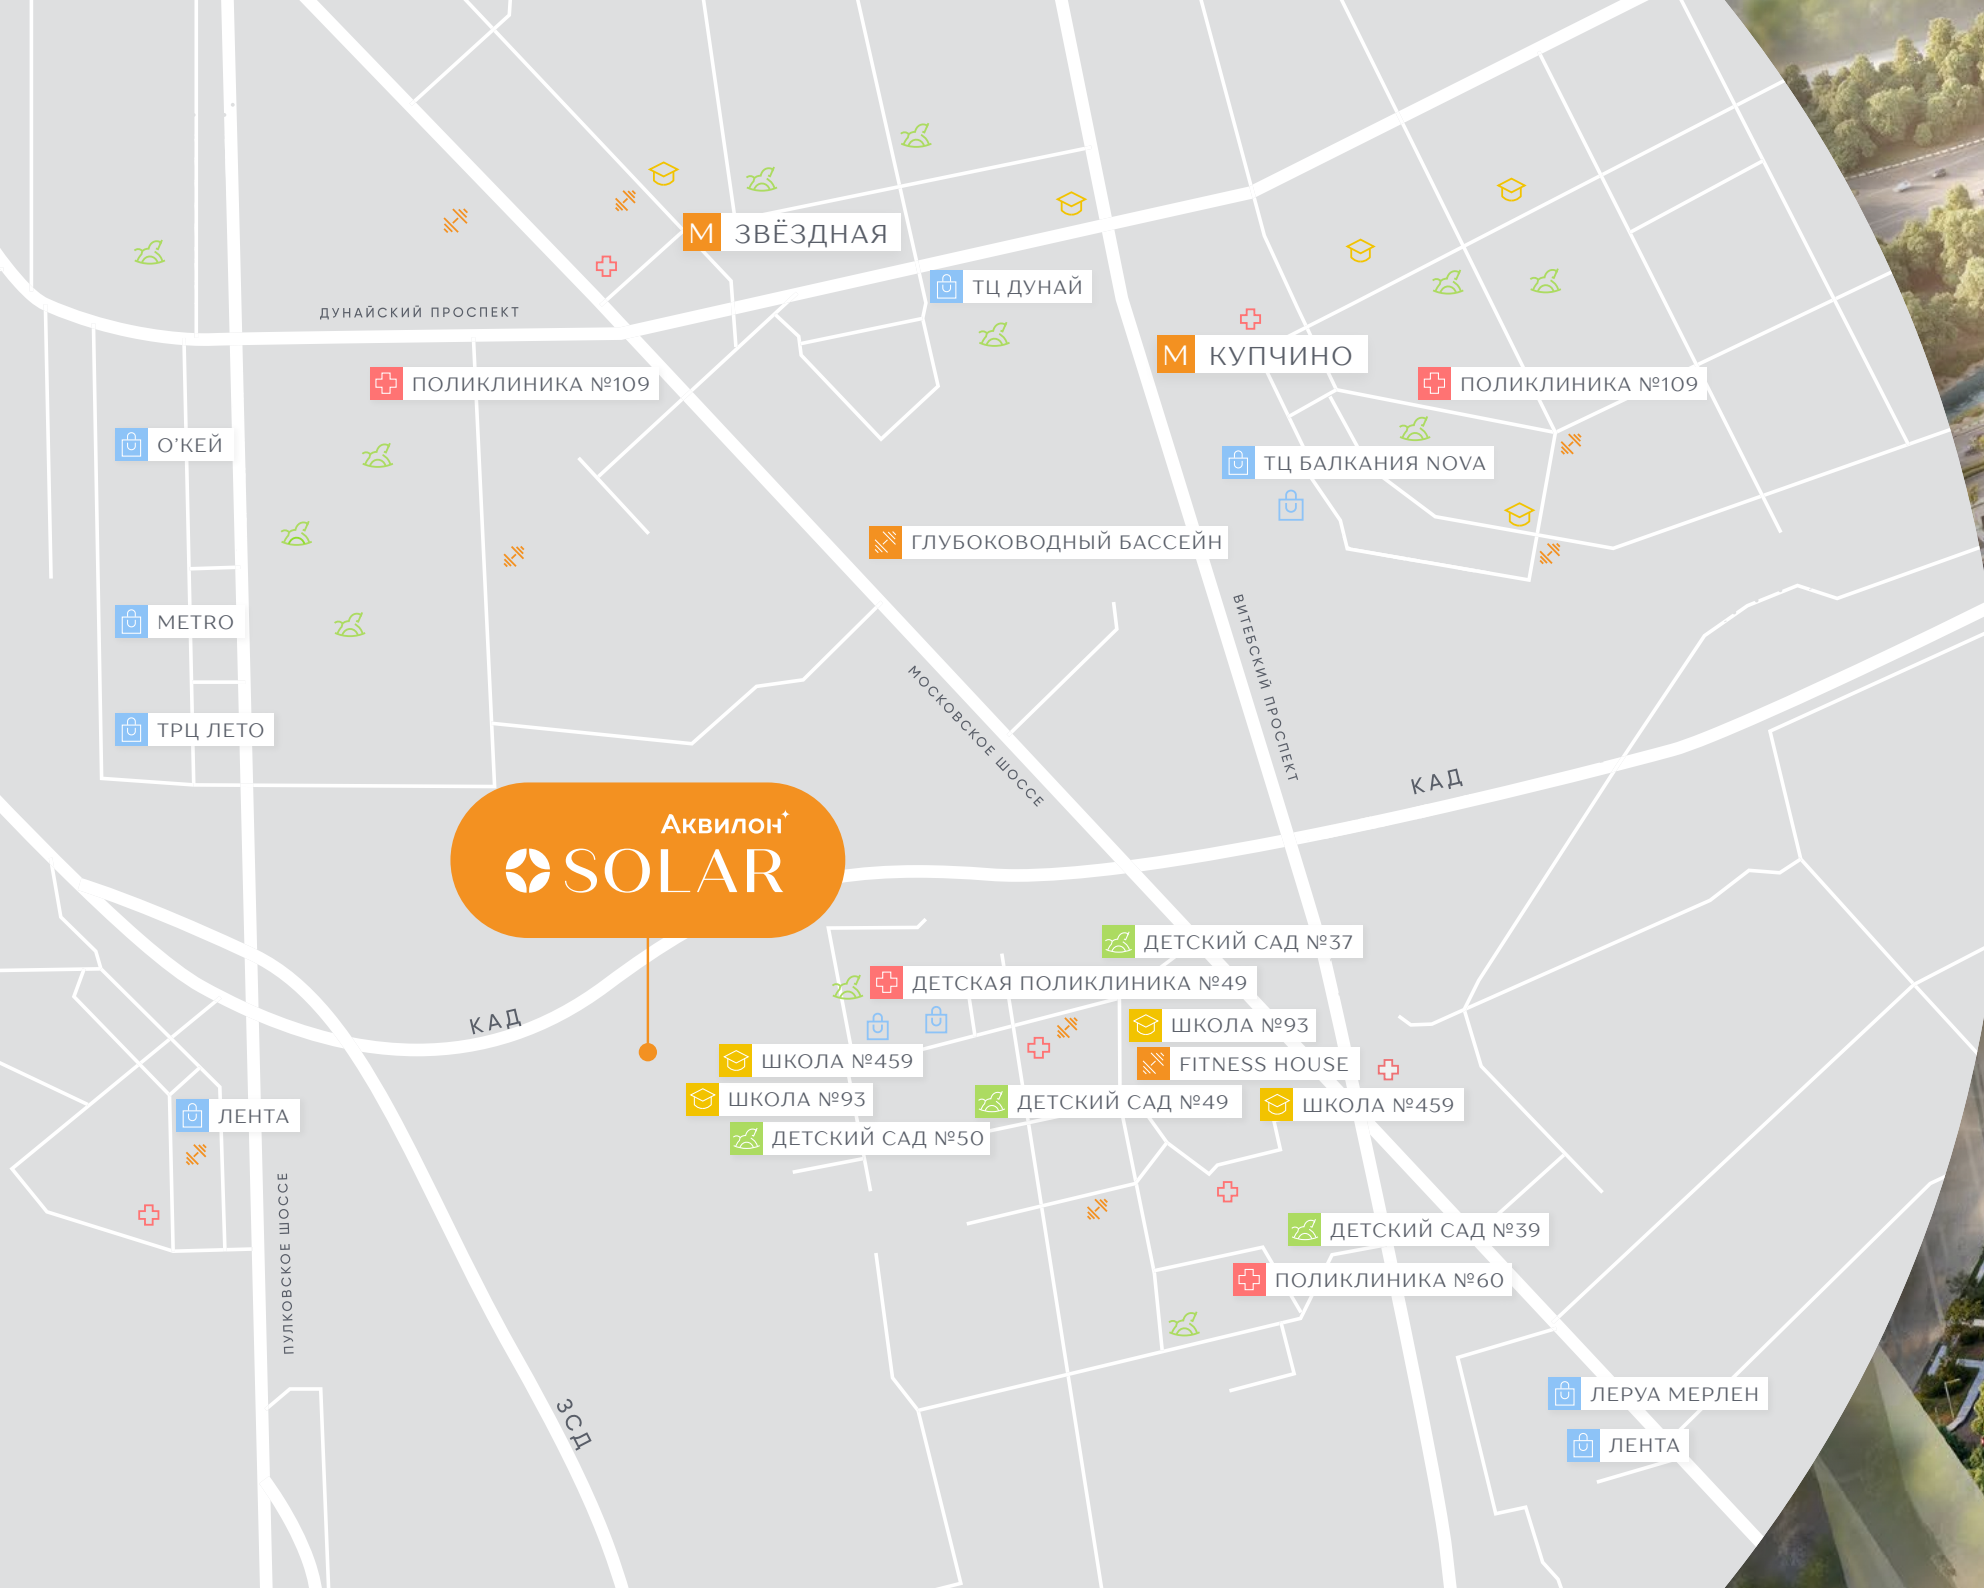 М ЗВЁЗДНАЯ
ТЦ ДУНАЙ
ДУНАЙСКИЙ ПРОСПЕКТ
М КУПЧИНО
ПОЛИКЛИНИКА №109
ПОЛИКЛИНИКА №109
О’КЕЙ
ТЦ БАЛКАНИЯ NOVA
ГЛУБОКОВОДНЫЙ БАССЕЙН
METRO
ВИТЕБСКИЙ ПРОСПЕКТ
МОСКОВСКОЕ ШОССЕ
ТРЦ ЛЕТО
КАД
Аквилон
SOLAR
ДЕТСКИЙ САД №37
ДЕТСКАЯ ПОЛИКЛИНИКА №49
КАД
ШКОЛА №93
ШКОЛА №459
FITNESS HOUSE
ШКОЛА №93
ДЕТСКИЙ САД №49
ШКОЛА №459
ЛЕНТА
ДЕТСКИЙ САД №50
ПУЛКОВСКОЕ ШОССЕ
ДЕТСКИЙ САД №39
ПОЛИКЛИНИКА №60
ЛЕРУА МЕРЛЕН
ЗСД
ЛЕНТА